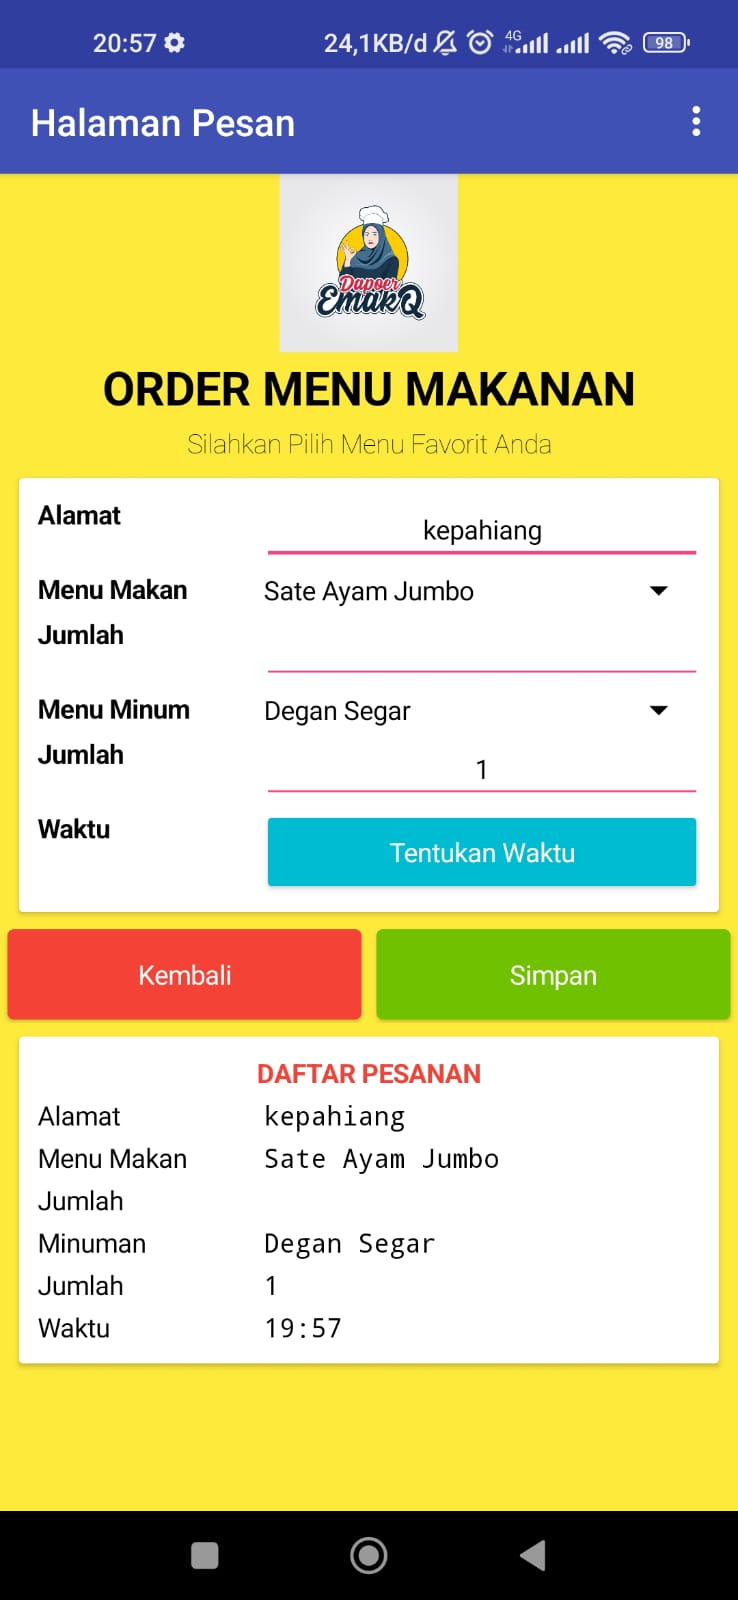 20:57 24,1KB/d 4G 98
Halaman Pesan
Dapoer
EmakQ
ORDER MENU MAKANAN
Silahkan Pilih Menu Favorit Anda
Alamat kepahiang
Menu Makan Sate Ayam Jumbo
Jumlah
Menu Minum Degan Segar
Jumlah 1
Waktu Tentukan Waktu
Kembali Simpan
DAFTAR PESANAN
Alamat kepahiang
Menu Makan Sate Ayam Jumbo
Jumlah
Minuman Degan Segar
Jumlah 1
Waktu 19:57